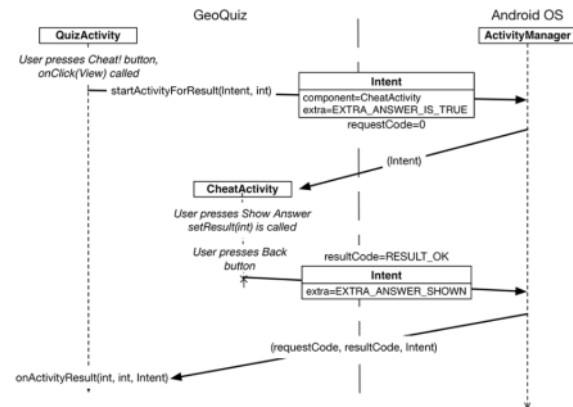 GeoQuiz
Android OS
QuizActivity
ActivityManager
User presses Cheat! button,
onClick(View) called
startActivityForResult(Intent, int)
Intent
component=CheatActivity
extra=EXTRA_ANSWER_IS_TRUE
requestCode=0
(Intent)
CheatActivity
User presses Show Answer
setResult(int) is called
User presses Back
button
resultCode=RESULT_OK
Intent
extra=EXTRA_ANSWER_SHOWN
(requestCode, resultCode, Intent)
onActivityResult(int, int, Intent)